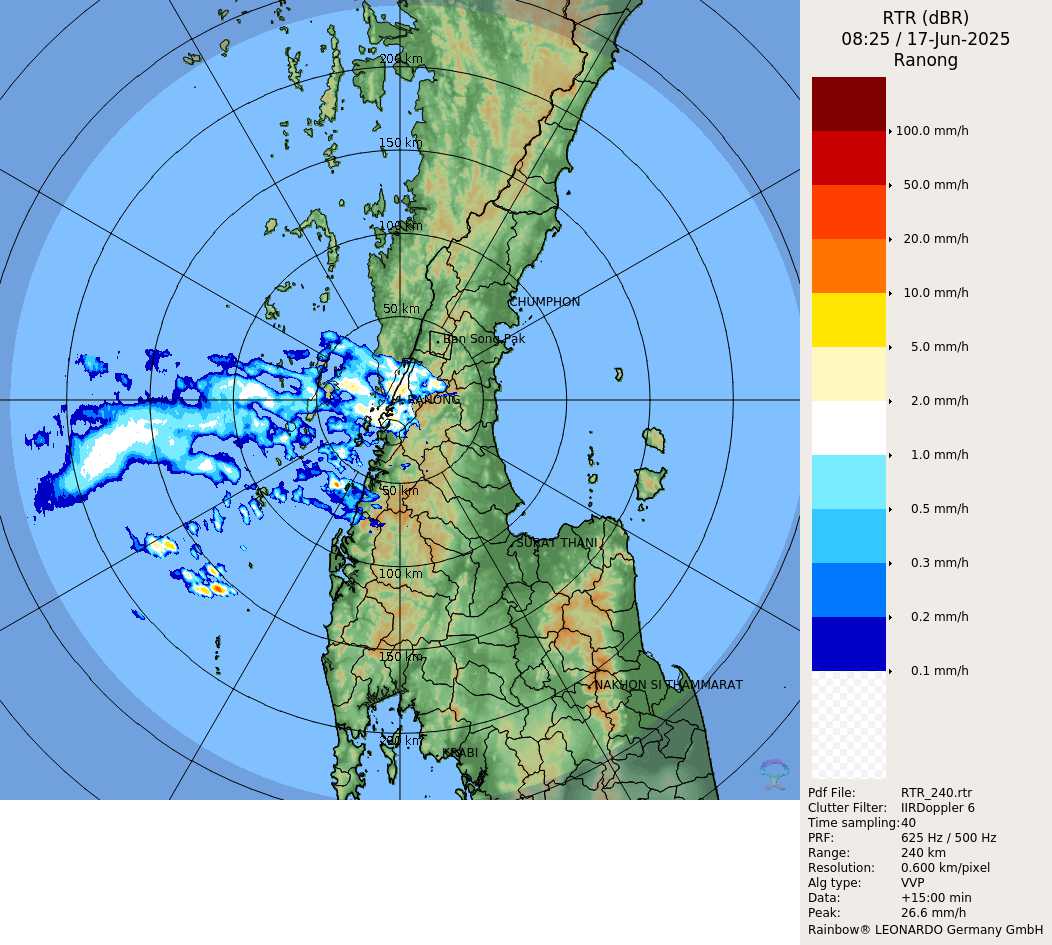 RTR (dBR)
08:25 / 17-Jun-2025
Ranong
200 km
150 km
100 km
50 km
CHUMPHON
Ban Song Pak
RANONG
50 km
SURAT THANI
100 km
150 km
NAKHON SI THAMMARAT
200 km
KRABI
100.0 mm/h
50.0 mm/h
20.0 mm/h
10.0 mm/h
5.0 mm/h
2.0 mm/h
1.0 mm/h
0.5 mm/h
0.3 mm/h
0.2 mm/h
0.1 mm/h
Pdf File: RTR_240.rtr
Clutter Filter: IIRDoppler 6
Time sampling:40
PRF: 625 Hz / 500 Hz
Range: 240 km
Resolution: 0.600 km/pixel
Alg type: VVP
Data: +15:00 min
Peak: 26.6 mm/h
Rainbow® LEONARDO Germany GmbH